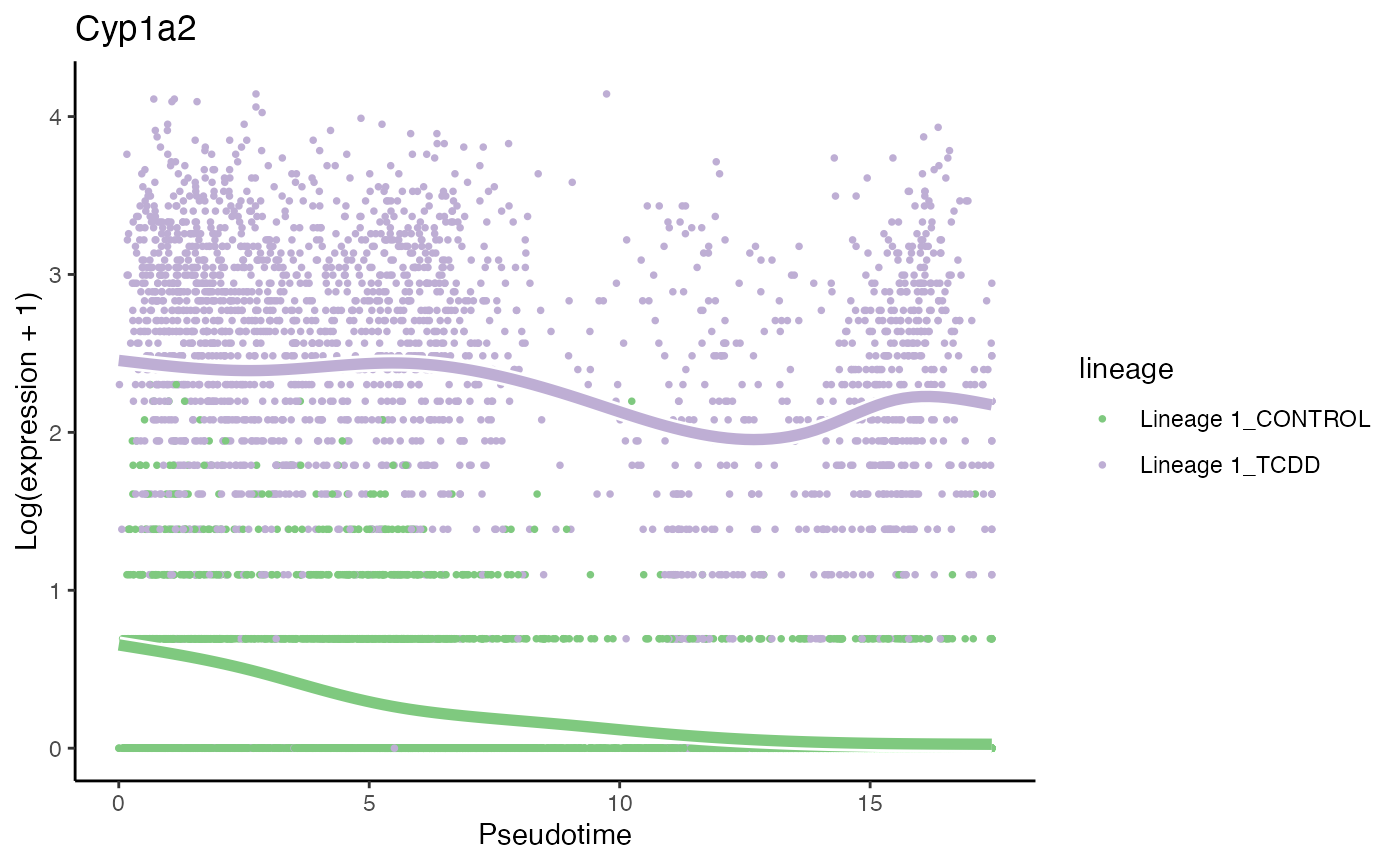 Cyp1a2
Log(expression + 1)
4
3
2
1
0
0 5 10 15
Pseudotime
lineage
Lineage 1_CONTROL
Lineage 1_TCDD